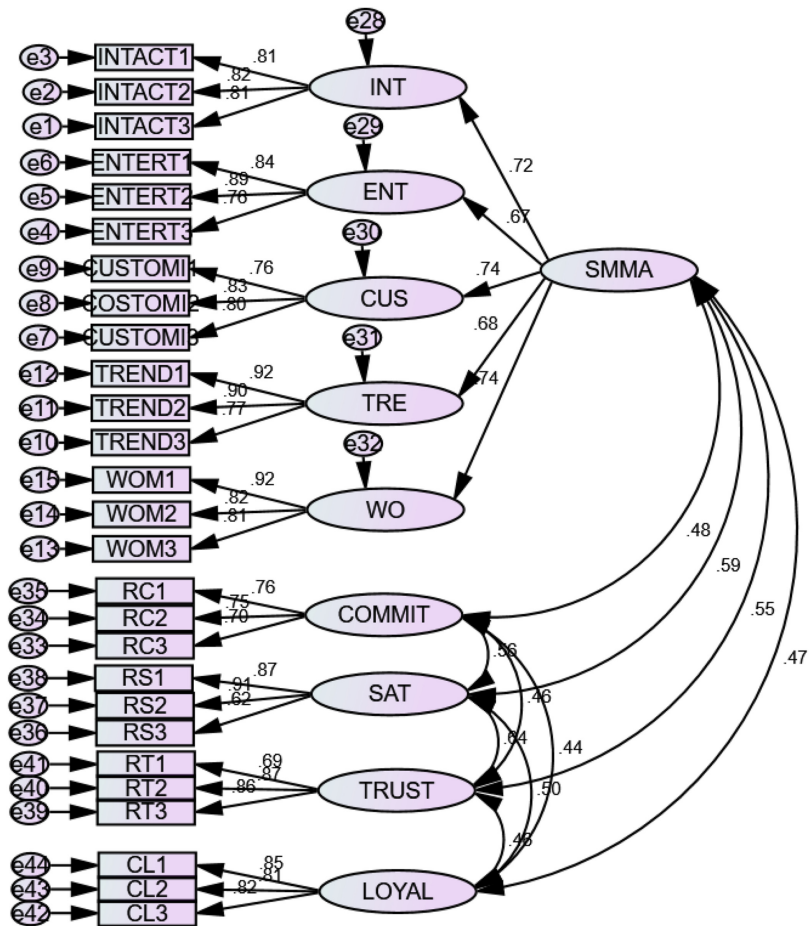 e28
e3 INTACT1 .81
e2 INTACT2 .82 INT
e1 INTACT3 .81
e29
e6 ENTERT1 .84 .72
e5 ENTERT2 .89 ENT
e4 ENTERT3 .76 .67
e30
e9 CUSTOMI1 .76 .74 SMMA
e8 COSTOMI2 .83 CUS
e7 CUSTOMI3 .80 .68
e31
e12 TREND1 .92 .74
e11 TREND2 .90 TRE
e10 TREND3 .77
e32
e15 WOM1 .92
e14 WOM2 .82 WO
e13 WOM3 .81
.48
e35 RC1 .76 .59
e34 RC2 .75 COMMIT .55
e33 RC3 .70
.56 .47
e38 RS1 .87
e37 RS2 .91 SAT .46
e36 RS3 .62
.64 .44
e41 RT1 .69
e40 RT2 .87 TRUST .50
e39 RT3 .86
e44 CL1 .85
e43 CL2 .81 LOYAL
e42 CL3 .82